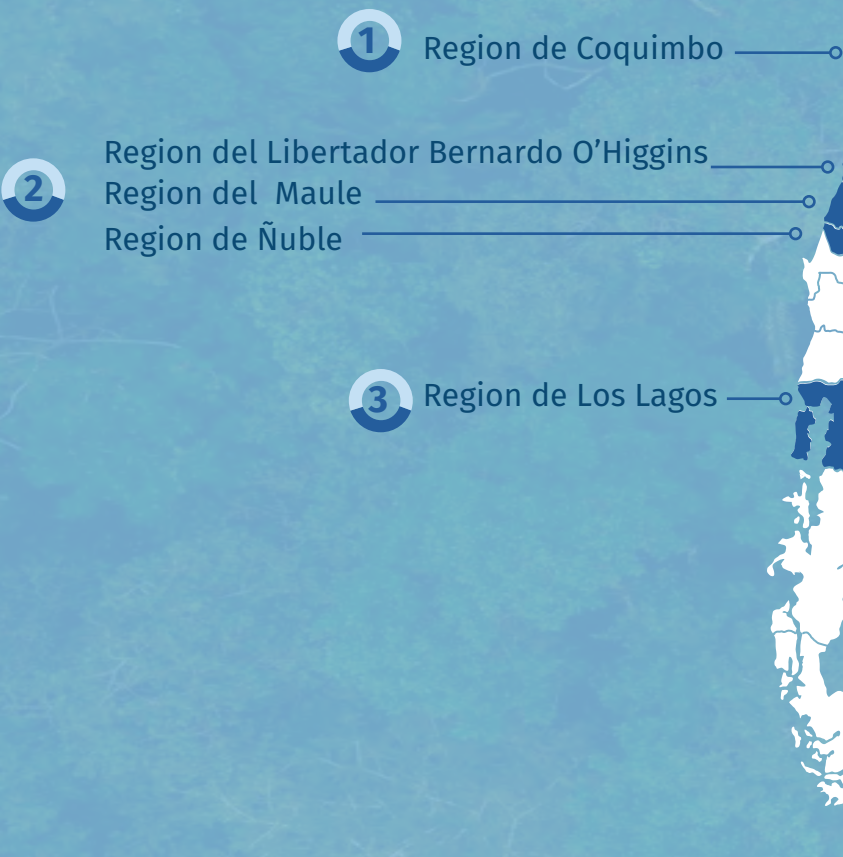 1 Region de Coquimbo
Region del Libertador Bernardo O’Higgins
2 Region del Maule
Region de Ñuble
3 Region de Los Lagos